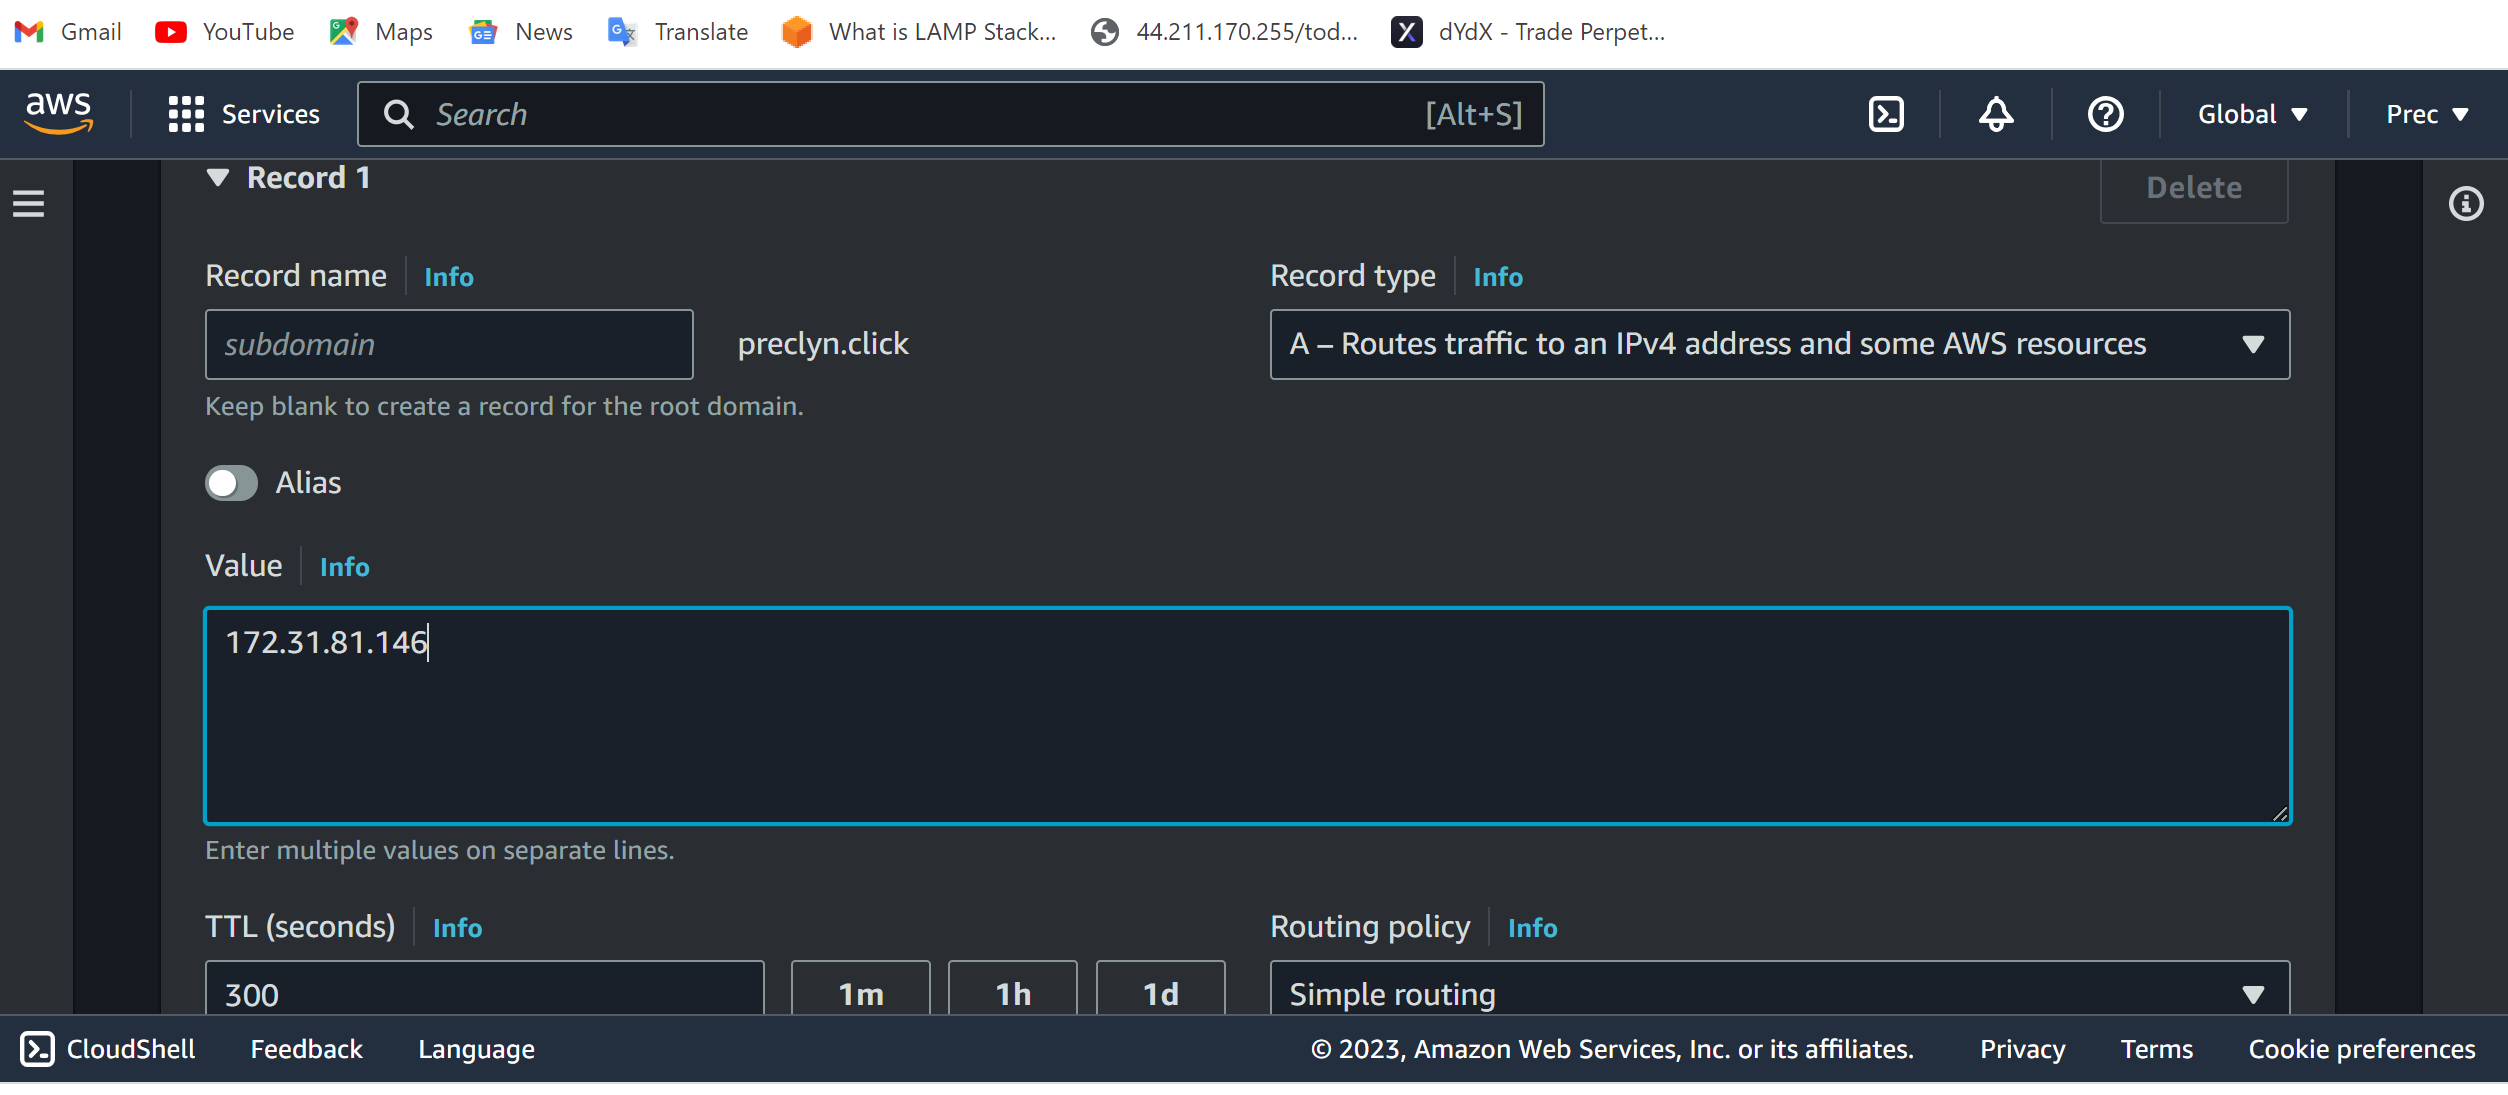 Gmail YouTube Maps News Translate What is LAMP Stack... 44.211.170.255/tod... dYdX - Trade Perpet...
aws Services Search [Alt+S] Global Prec
Record 1 Delete
Record name Info Record type Info
subdomain preclyn.click A – Routes traffic to an IPv4 address and some AWS resources
Keep blank to create a record for the root domain.
Alias
Value Info
172.31.81.146
Enter multiple values on separate lines.
TTL (seconds) Info Routing policy Info
300 1m 1h 1d Simple routing
CloudShell Feedback Language © 2023, Amazon Web Services, Inc. or its affiliates. Privacy Terms Cookie preferences